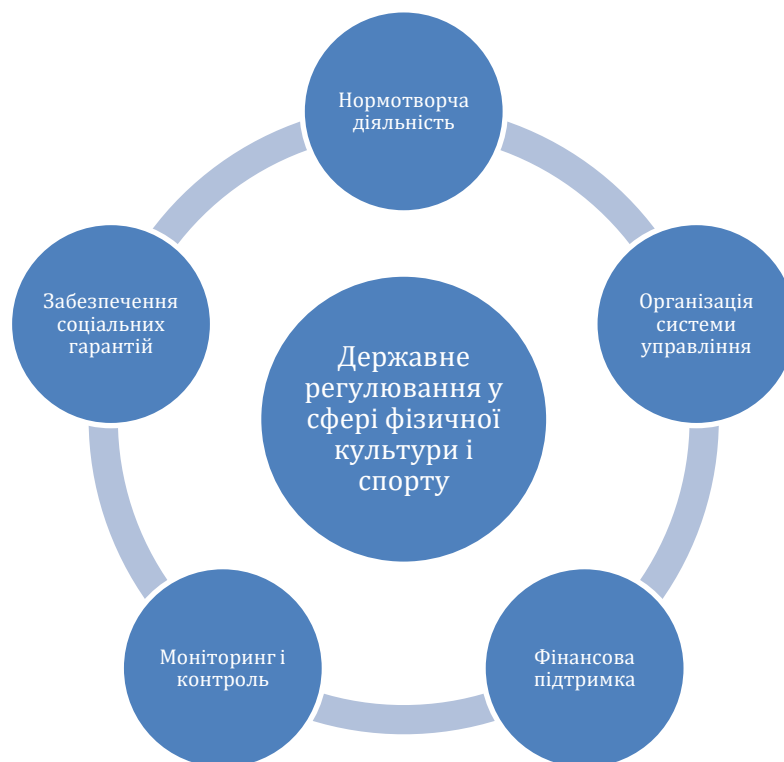 Нормотворча
діяльність
Організація
системи
управління
Фінансова
підтримка
Моніторинг і
контроль
Забезпечення
соціальних
гарантій
Державне
регулювання у
сфері фізичної
культури і
спорту